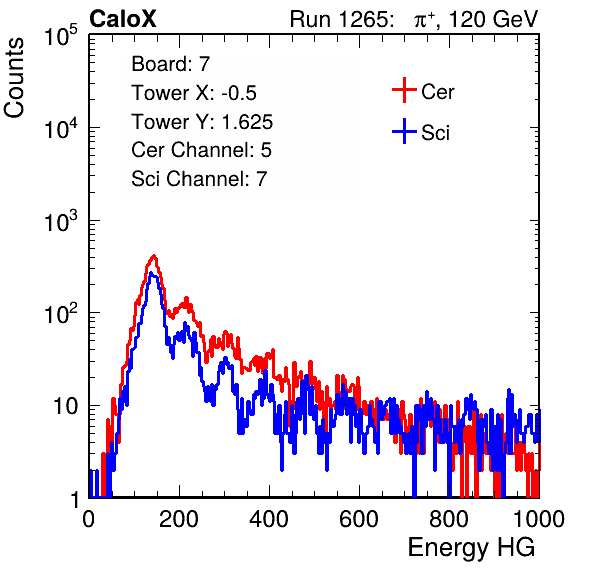 CaloX Run 1265: π⁺, 120 GeV
Counts
10⁵
10⁴
10³
10²
10
1
Board: 7
Tower X: -0.5
Tower Y: 1.625
Cer Channel: 5
Sci Channel: 7
Cer
Sci
0 200 400 600 800 1000
Energy HG